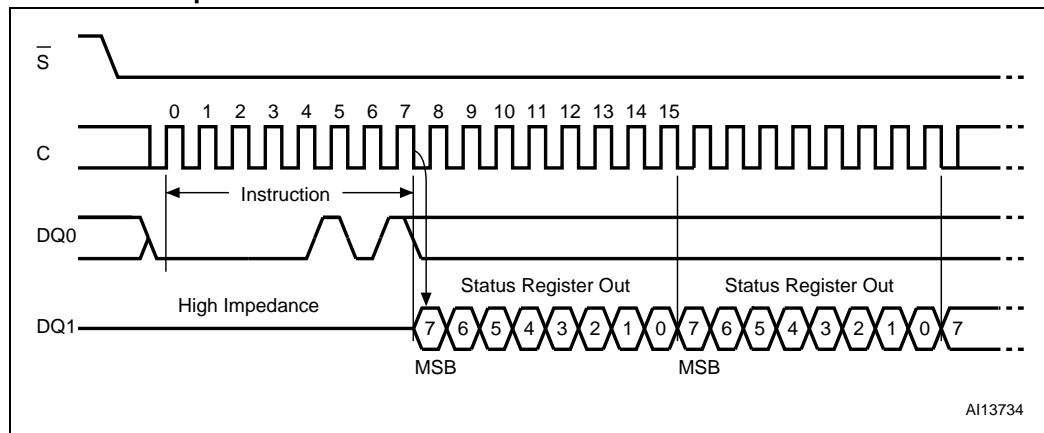 S
0 1 2 3 4 5 6 7 8 9 10 11 12 13 14 15
C
Instruction
DQ0
Status Register Out Status Register Out
High Impedance
DQ1 7 6 5 4 3 2 1 0 7 6 5 4 3 2 1 0 7
MSB MSB
AI13734